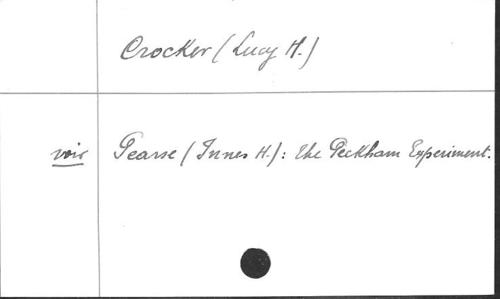 Crocker (Lucy H.)
voir Pearse (Innes H.): the Peckham Experiment.